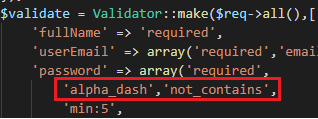 $validate = Validator::make($req->all(),[
'fullName' => 'required',
'userEmail' => array('required','email
'password' => array('required',
'alpha_dash','not_contains',
'min:5',